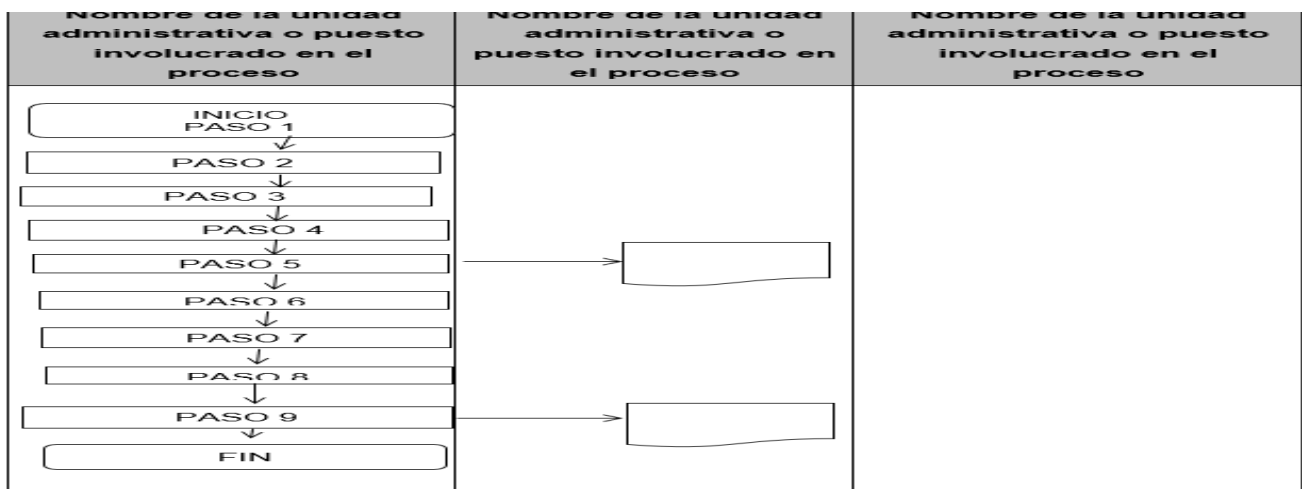 Nombre de la unidad
administrativa o puesto
involucrado en el
proceso
Nombre de la unidad
administrativa o
puesto involucrado en
el proceso
Nombre de la unidad
administrativa o puesto
involucrado en el
proceso
INICIO
PASO 1
PASO 2
PASO 3
PASO 4
PASO 5
PASO 6
PASO 7
PASO 8
PASO 9
FIN